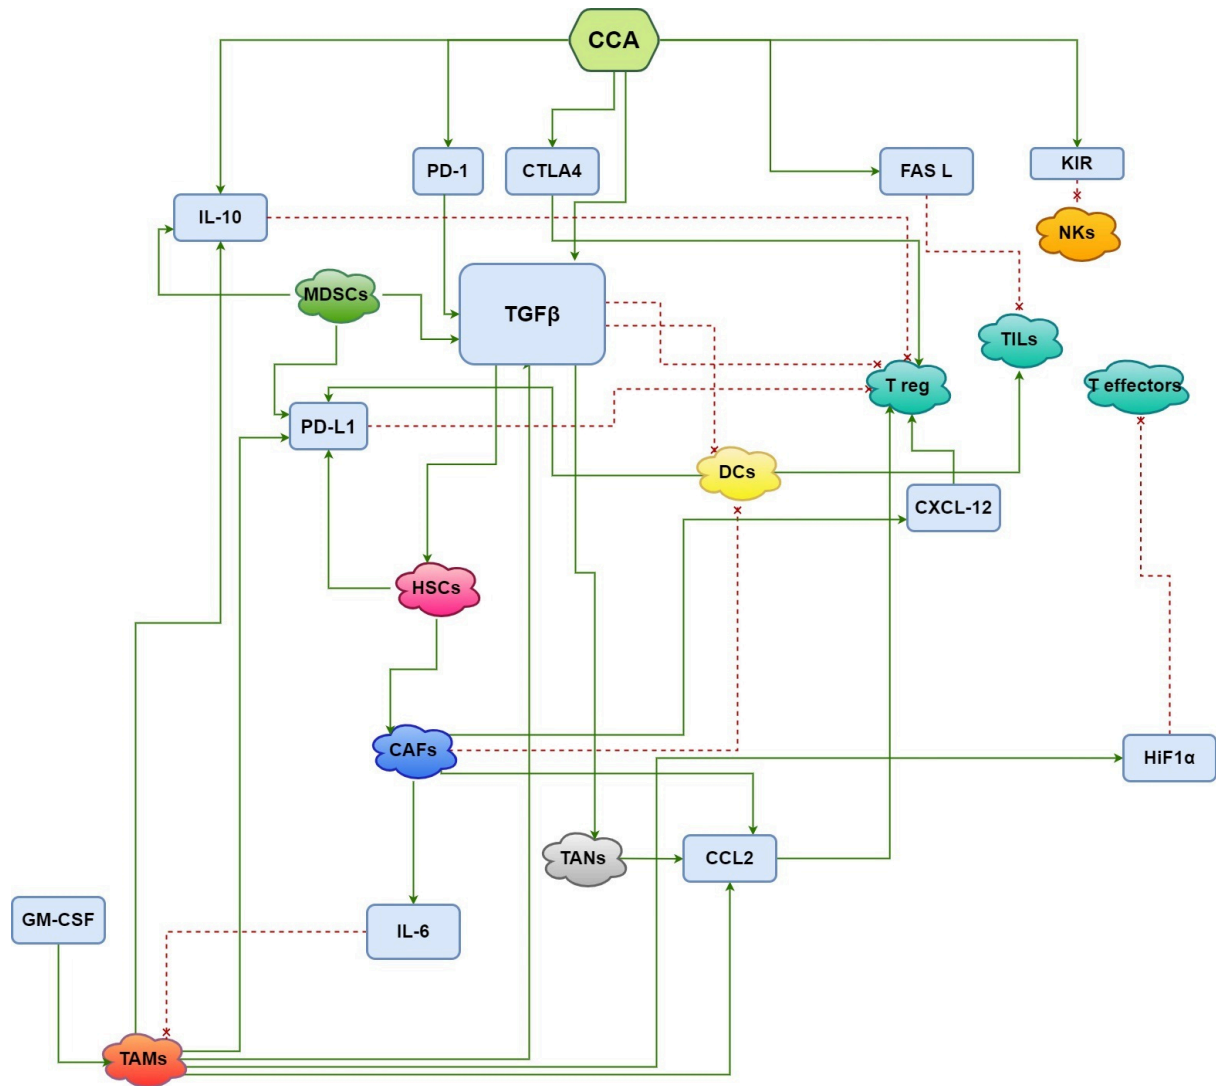 CCA
PD-1
CTLA4
FAS L
KIR
IL-10
NKs
MDSCs
TGFβ
TILs
T reg
T effectors
PD-L1
DCs
CXCL-12
HSCs
CAFs
HiF1α
TANs
CCL2
GM-CSF
IL-6
TAMs